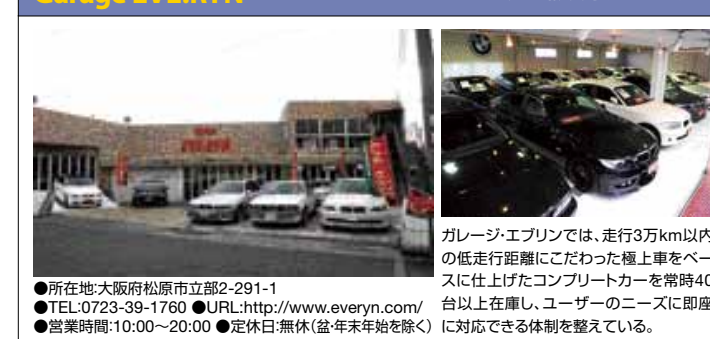 Garage EVE.RYN
●所在地:大阪府松原市立部2-291-1
●TEL:0723-39-1760 ●URL:http://www.everyn.com/
●営業時間:10:00〜20:00 ●定休日:無休(盆・年末年始を除く)
ガレージ・エブリンでは、走行3万km以内
の低走行距離にこだわった極上車をベー
スに仕上げたコンプリートカーを常時40
台以上在庫し、ユーザーのニーズに即座
に対応できる体制を整えている。